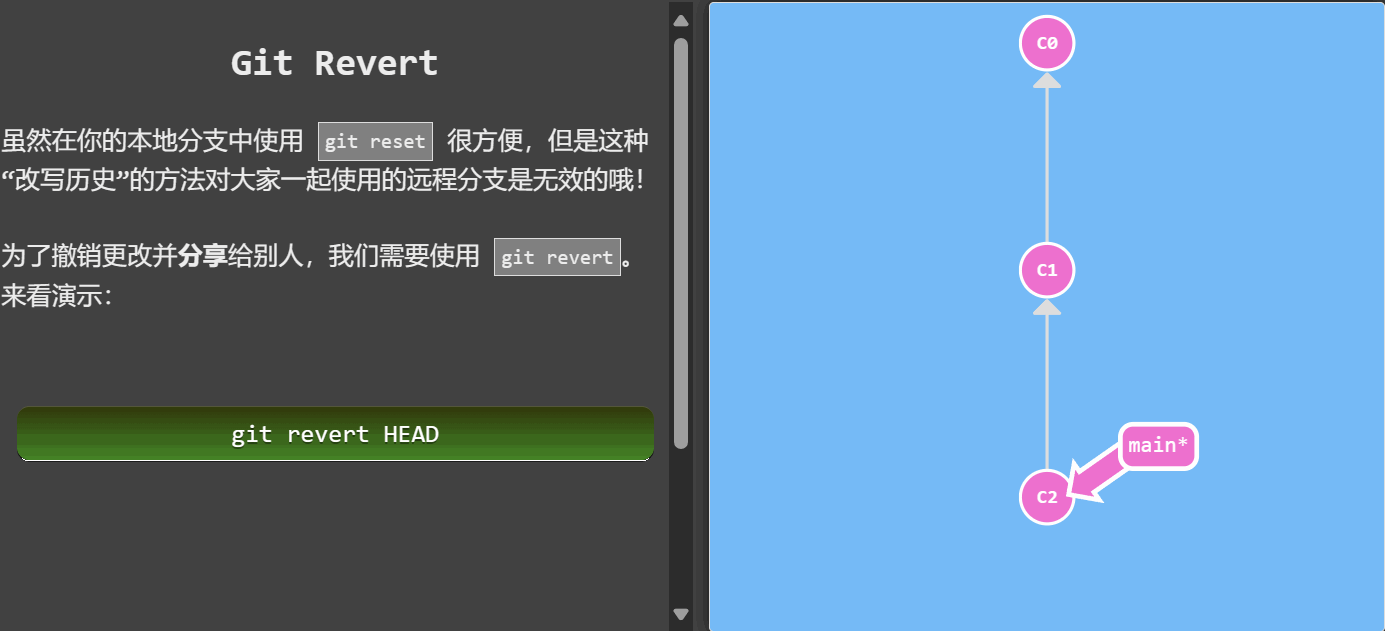 Git Revert
虽然在你的本地分支中使用 git reset 很方便，但是这种
“改写历史”的方法对大家一起使用的远程分支是无效的哦！
为了撤销更改并分享给别人，我们需要使用 git revert。
来看演示：
git revert HEAD
C0
C1
main*
C2